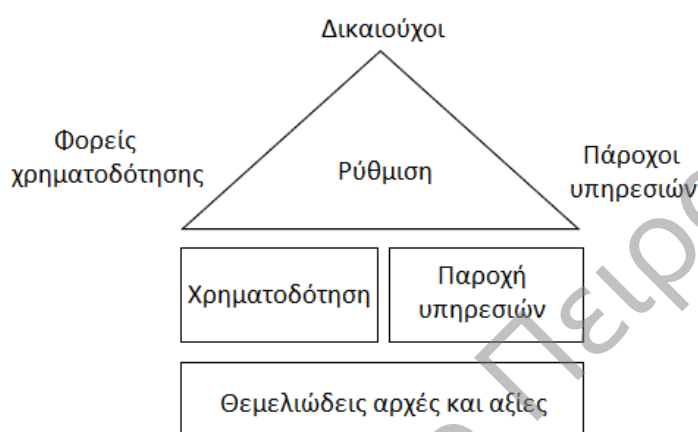 Δικαιούχοι
Φορείς
χρηματοδότησης
Ρύθμιση
Πάροχοι
υπηρεσιών
Χρηματοδότηση
Παροχή
υπηρεσιών
Θεμελιώδεις αρχές και αξίες